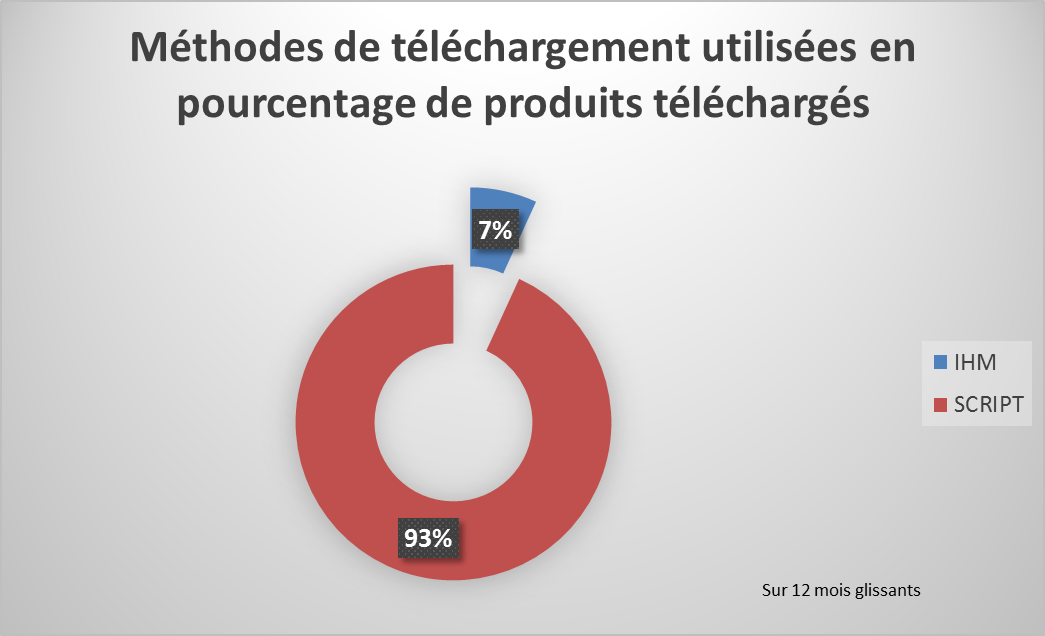 Méthodes de téléchargement utilisées en
pourcentage de produits téléchargés
7%
IHM
SCRIPT
93%
Sur 12 mois glissants